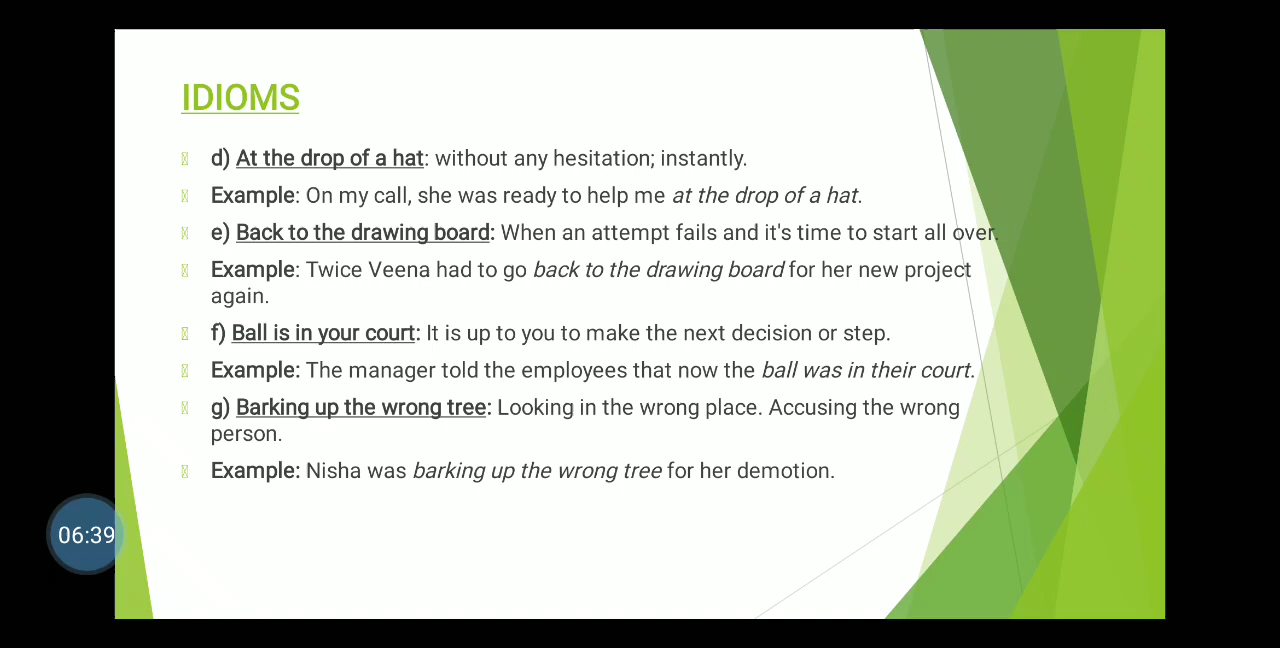 IDIOMS
d) At the drop of a hat: without any hesitation; instantly.
Example: On my call, she was ready to help me at the drop of a hat.
e) Back to the drawing board: When an attempt fails and it's time to start all over.
Example: Twice Veena had to go back to the drawing board for her new project
again.
f) Ball is in your court: It is up to you to make the next decision or step.
Example: The manager told the employees that now the ball was in their court.
g) Barking up the wrong tree: Looking in the wrong place. Accusing the wrong
person.
Example: Nisha was barking up the wrong tree for her demotion.
06:39